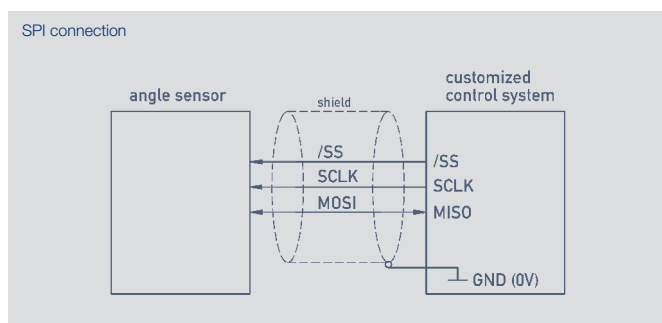 SPI connection
angle sensor
shield
customized
control system
/SS
SCLK
MOSI
/SS
SCLK
MISO
GND (0V)